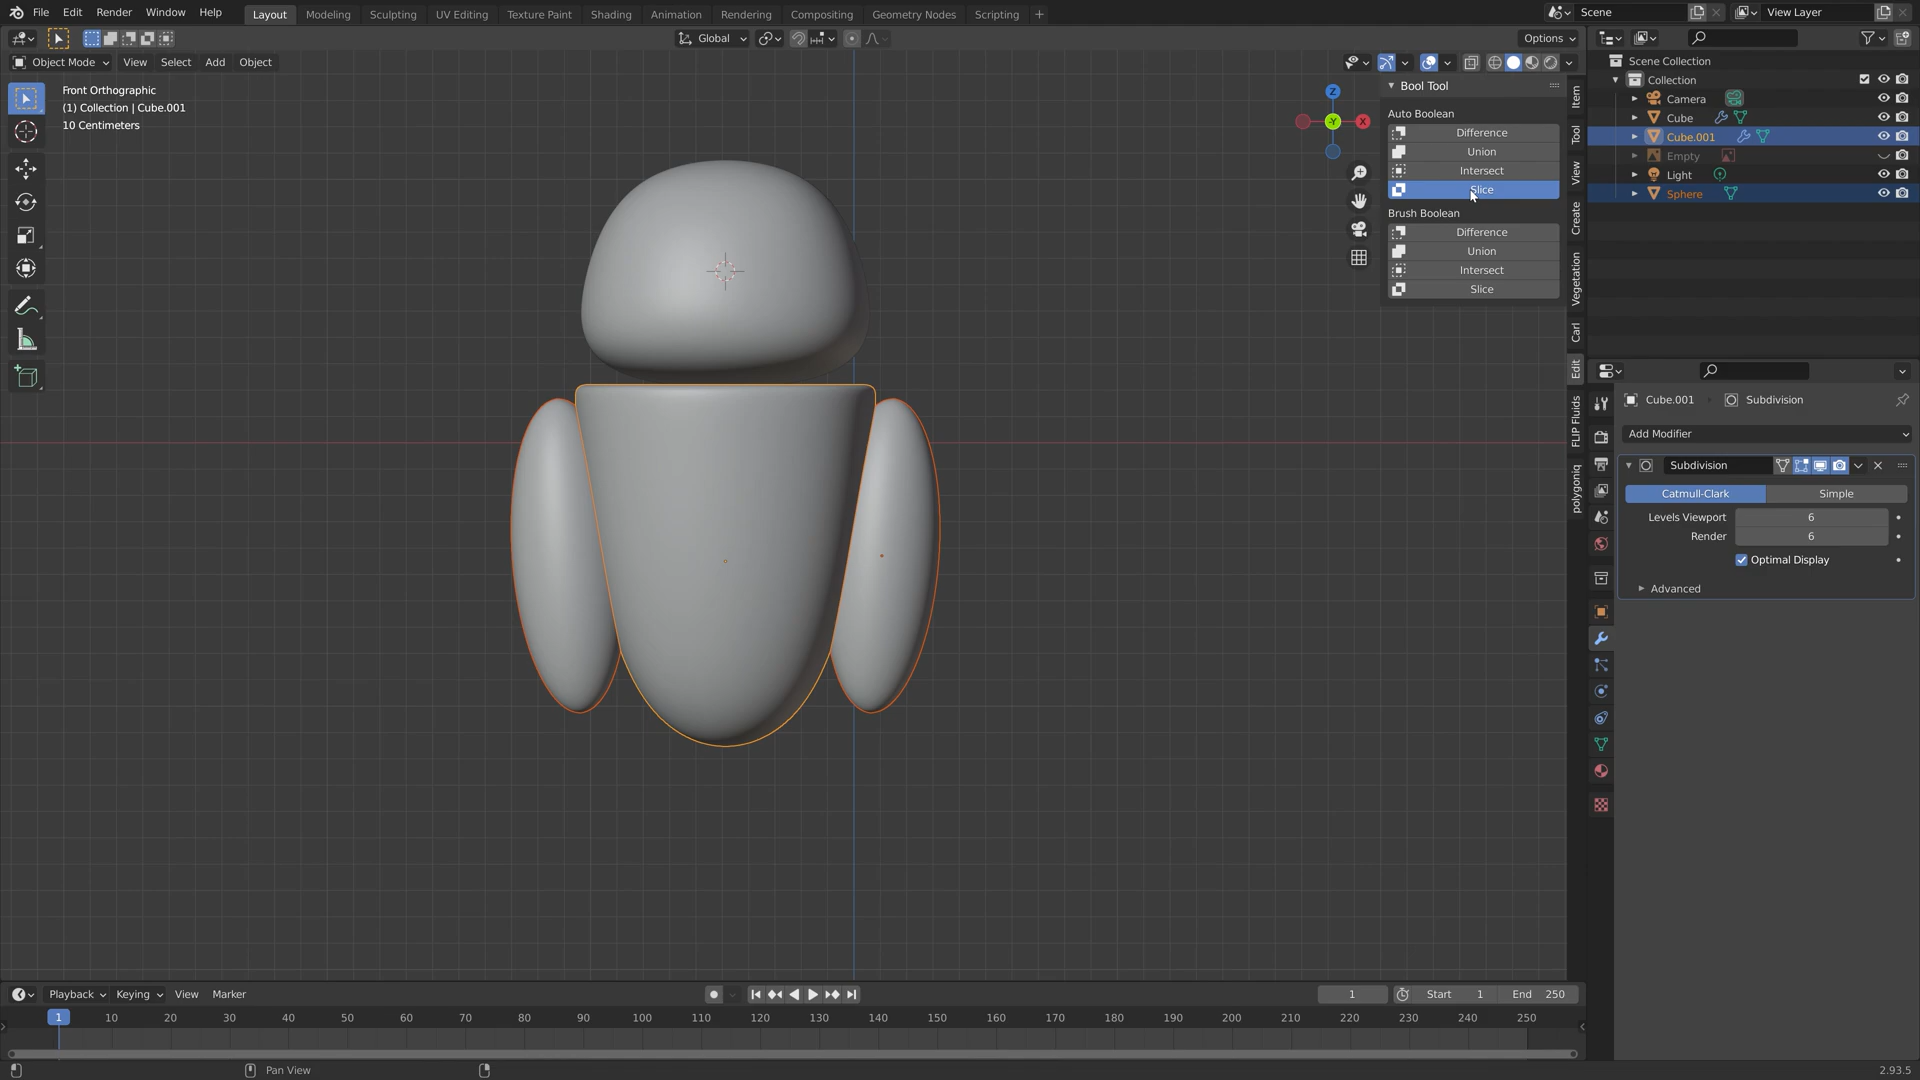 File Edit Render Window Help Layout Modeling Sculpting UV Editing Texture Paint Shading Animation Rendering Compositing Geometry Nodes Scripting + Scene View Layer
Global Options
Object Mode View Select Add Object
Front Orthographic
(1) Collection | Cube.001
10 Centimeters
Z
Y
X
Bool Tool
Auto Boolean
Difference
Union
Intersect
Slice
Brush Boolean
Difference
Union
Intersect
Slice
Item
Tool
View
Create
Vegetation
Carl
Edit
FLIP Fluids
polygoniq
Scene Collection
Collection
Camera
Cube
Cube.001
Empty
Light
Sphere
Cube.001 Subdivision
Add Modifier
Subdivision
Catmull-Clark Simple
Levels Viewport 6
Render 6
Optimal Display
Advanced
Playback Keying View Marker 1 Start 1 End 250
1 10 20 30 40 50 60 70 80 90 100 110 120 130 140 150 160 170 180 190 200 210 220 230 240 250
Pan View 2.93.5